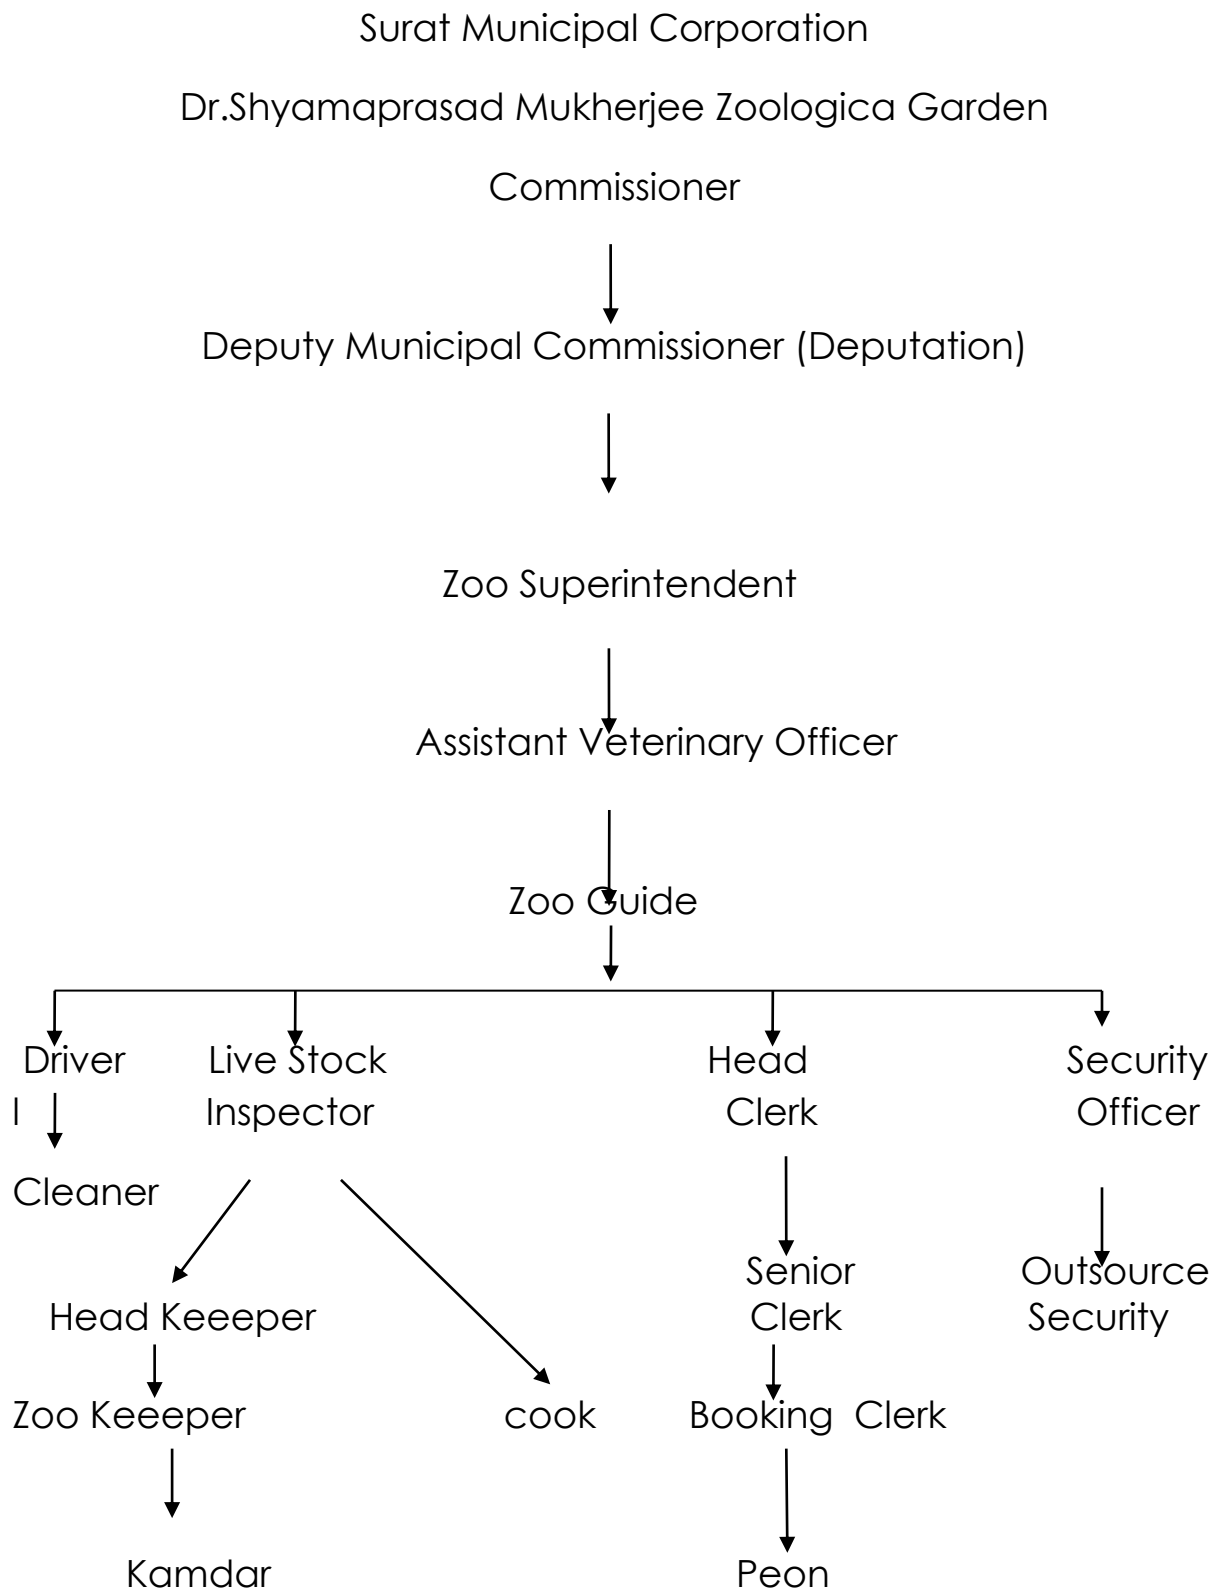 Surat Municipal Corporation
Dr.Shyamaprasad Mukherjee Zoologica Garden
Commissioner
Deputy Municipal Commissioner (Deputation)
Zoo Superintendent
Assistant Veterinary Officer
Zoo Guide
Driver
l
Cleaner
Live Stock
Inspector
Head Keeeper
Zoo Keeeper
Kamdar
cook
Head
Clerk
Senior
Clerk
Booking Clerk
Peon
Security
Officer
Outsource
Security